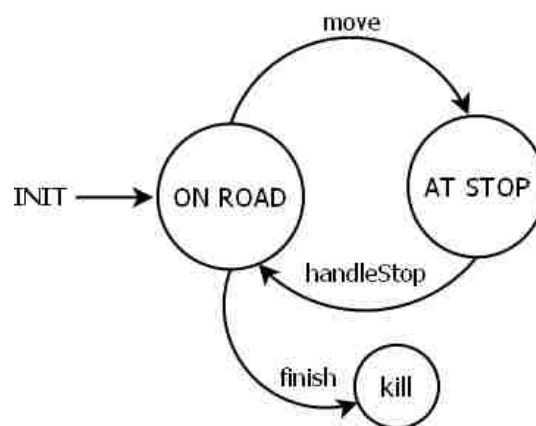 move
INIT
ON ROAD
AT STOP
handleStop
finish
kill